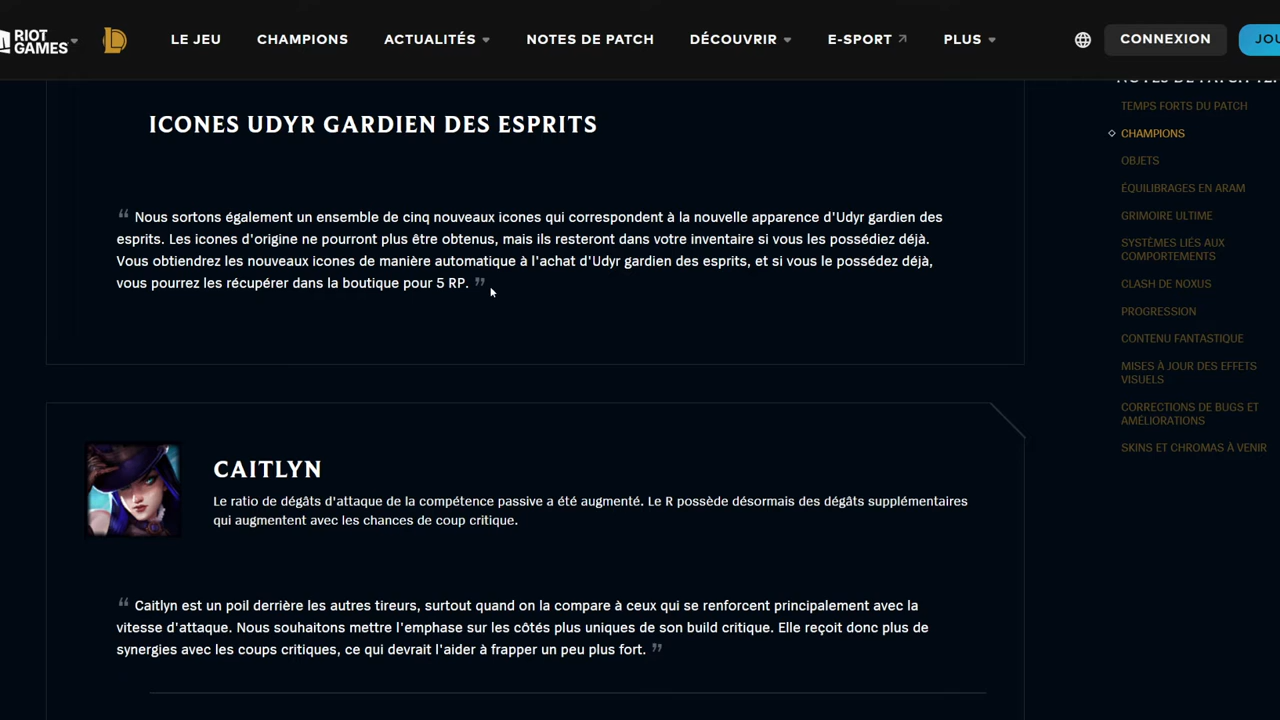 RIOT
GAMES
LE JEU
CHAMPIONS
ACTUALITÉS
NOTES DE PATCH
DÉCOUVRIR
E-SPORT
PLUS
CONNEXION
ICONES UDYR GARDIEN DES ESPRITS
“ Nous sortons également un ensemble de cinq nouveaux icones qui correspondent à la nouvelle apparence d'Udyr gardien des
esprits. Les icones d'origine ne pourront plus être obtenus, mais ils resteront dans votre inventaire si vous les possédiez déjà.
Vous obtiendrez les nouveaux icones de manière automatique à l'achat d'Udyr gardien des esprits, et si vous le possédez déjà,
vous pourrez les récupérer dans la boutique pour 5 RP. ”
CAITLYN
Le ratio de dégâts d'attaque de la compétence passive a été augmenté. Le R possède désormais des dégâts supplémentaires
qui augmentent avec les chances de coup critique.
“ Caitlyn est un poil derrière les autres tireurs, surtout quand on la compare à ceux qui se renforcent principalement avec la
vitesse d'attaque. Nous souhaitons mettre l'emphase sur les côtés plus uniques de son build critique. Elle reçoit donc plus de
synergies avec les coups critiques, ce qui devrait l'aider à frapper un peu plus fort. ”
NOTES DE PATCH
TEMPS FORTS DU PATCH
CHAMPIONS
OBJETS
ÉQUILIBRAGES EN ARAM
GRIMOIRE ULTIME
SYSTÈMES LIÉS AUX
COMPORTEMENTS
CLASH DE NOXUS
PROGRESSION
CONTENU FANTASTIQUE
MISES À JOUR DES EFFETS
VISUELS
CORRECTIONS DE BUGS ET
AMÉLIORATIONS
SKINS ET CHROMAS À VENIR